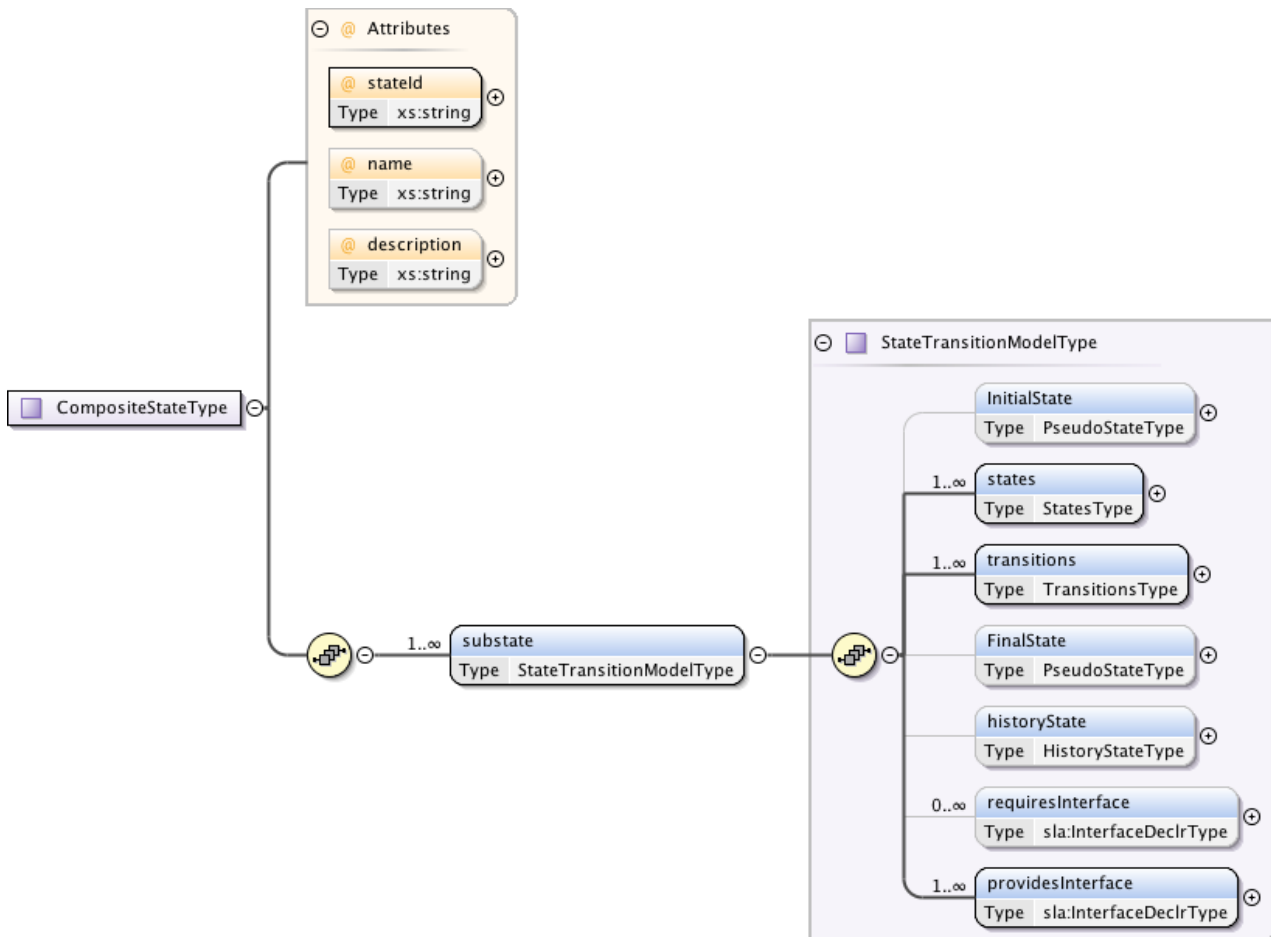 @ Attributes
@ stateId
Type xs:string
@ name
Type xs:string
@ description
Type xs:string
StateTransitionModelType
InitialState
Type PseudoStateType
CompositeStateType
1..∞ states
Type StatesType
1..∞ transitions
Type TransitionsType
1..∞ substate
Type StateTransitionModelType
FinalState
Type PseudoStateType
historyState
Type HistoryStateType
0..∞ requiresInterface
Type sla:InterfaceDeclrType
1..∞ providesInterface
Type sla:InterfaceDeclrType